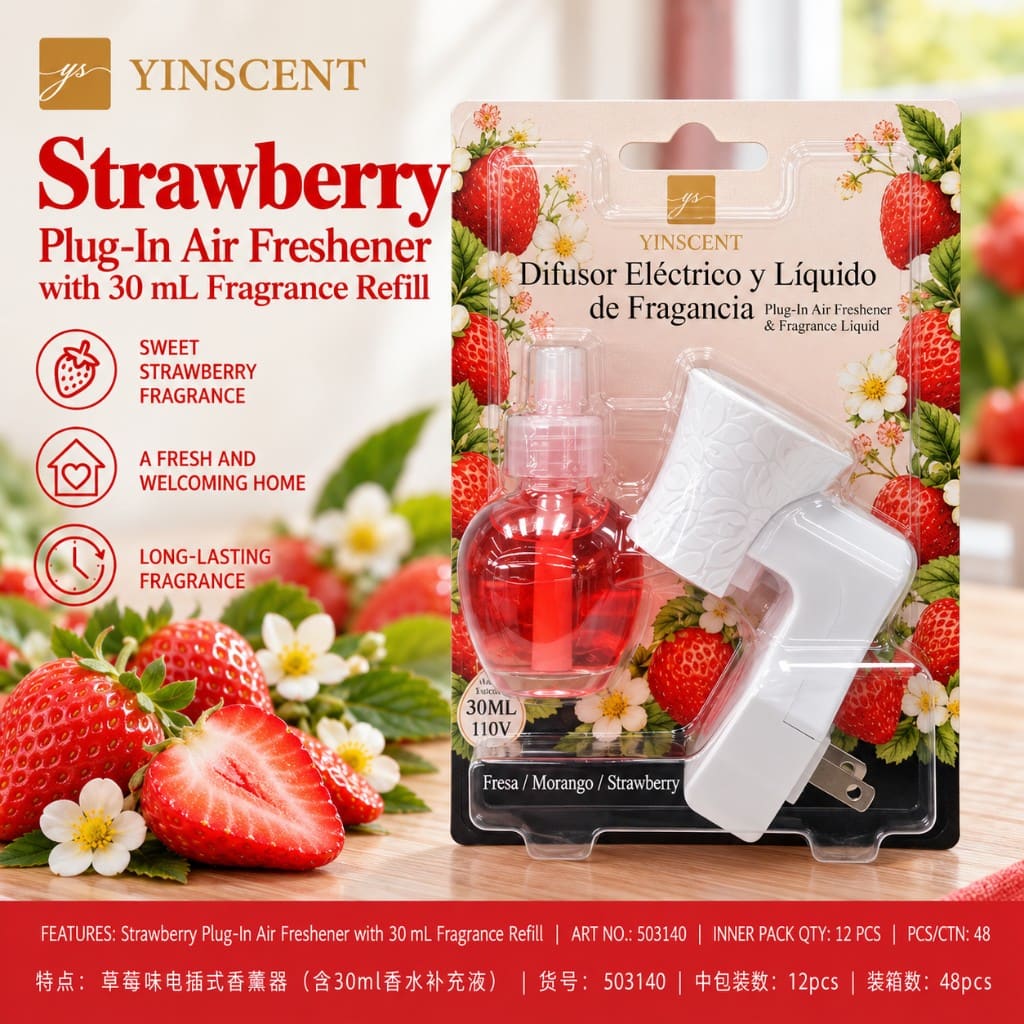 ys YINSCENT
Strawberry
Plug-In Air Freshener
with 30 mL Fragrance Refill
SWEET
STRAWBERRY
FRAGRANCE
A FRESH AND
WELCOMING HOME
LONG-LASTING
FRAGRANCE
ys
YINSCENT
Difusor Eléctrico y Líquido
de Fragancia
Plug-In Air Freshener
& Fragrance Liquid
30ML
110V
Fresa / Morango / Strawberry
FEATURES: Strawberry Plug-In Air Freshener with 30 mL Fragrance Refill | ART NO.: 503140 | INNER PACK QTY: 12 PCS | PCS/CTN: 48
特点：草莓味电插式香薰器（含30ml香水补充液） | 货号：503140 | 中包装数：12pcs | 装箱数：48pcs